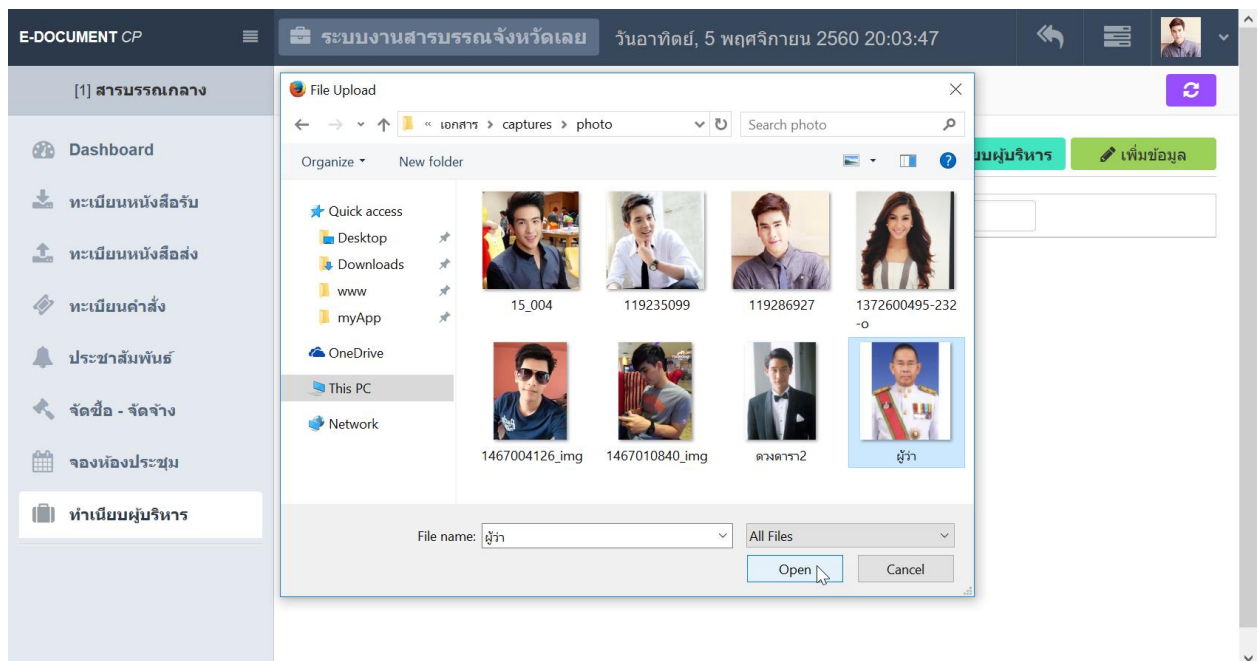 E-DOCUMENT CP
ระบบงานสารบรรณจังหวัดเลย
วันอาทิตย์, 5 พฤศจิกายน 2560 20:03:47
[1] สารบรรณกลาง
Dashboard
ทะเบียนหนังสือรับ
ทะเบียนหนังสือส่ง
ทะเบียนคำสั่ง
ประชาสัมพันธ์
จัดซื้อ - จัดจ้าง
จองห้องประชุม
ทำเนียบผู้บริหาร
File Upload
« เอกสาร > captures > photo
Search photo
Organize
New folder
Quick access
Desktop
Downloads
www
myApp
OneDrive
This PC
Network
15_004
119235099
119286927
1372600495-232
-o
1467004126_img
1467010840_img
ดวงดารา2
ผู้ว่า
File name: ผู้ว่า
All Files
Open
Cancel
ยบผู้บริหาร
เพิ่มข้อมูล